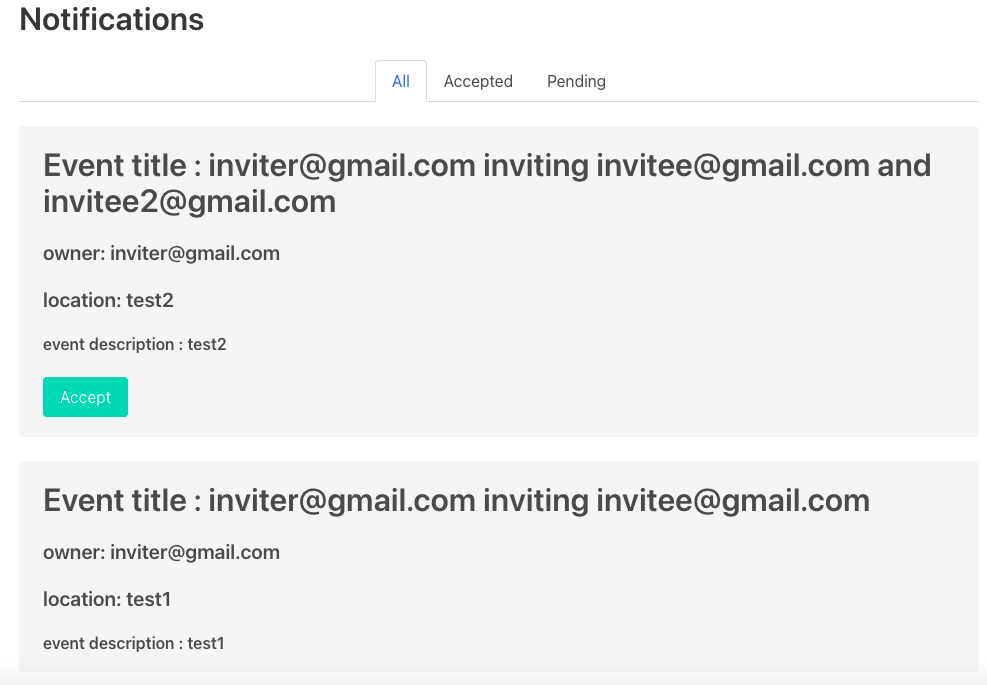 Notifications
All Accepted Pending
Event title : inviter@gmail.com inviting invitee@gmail.com and
invitee2@gmail.com
owner: inviter@gmail.com
location: test2
event description : test2
Accept
Event title : inviter@gmail.com inviting invitee@gmail.com
owner: inviter@gmail.com
location: test1
event description : test1